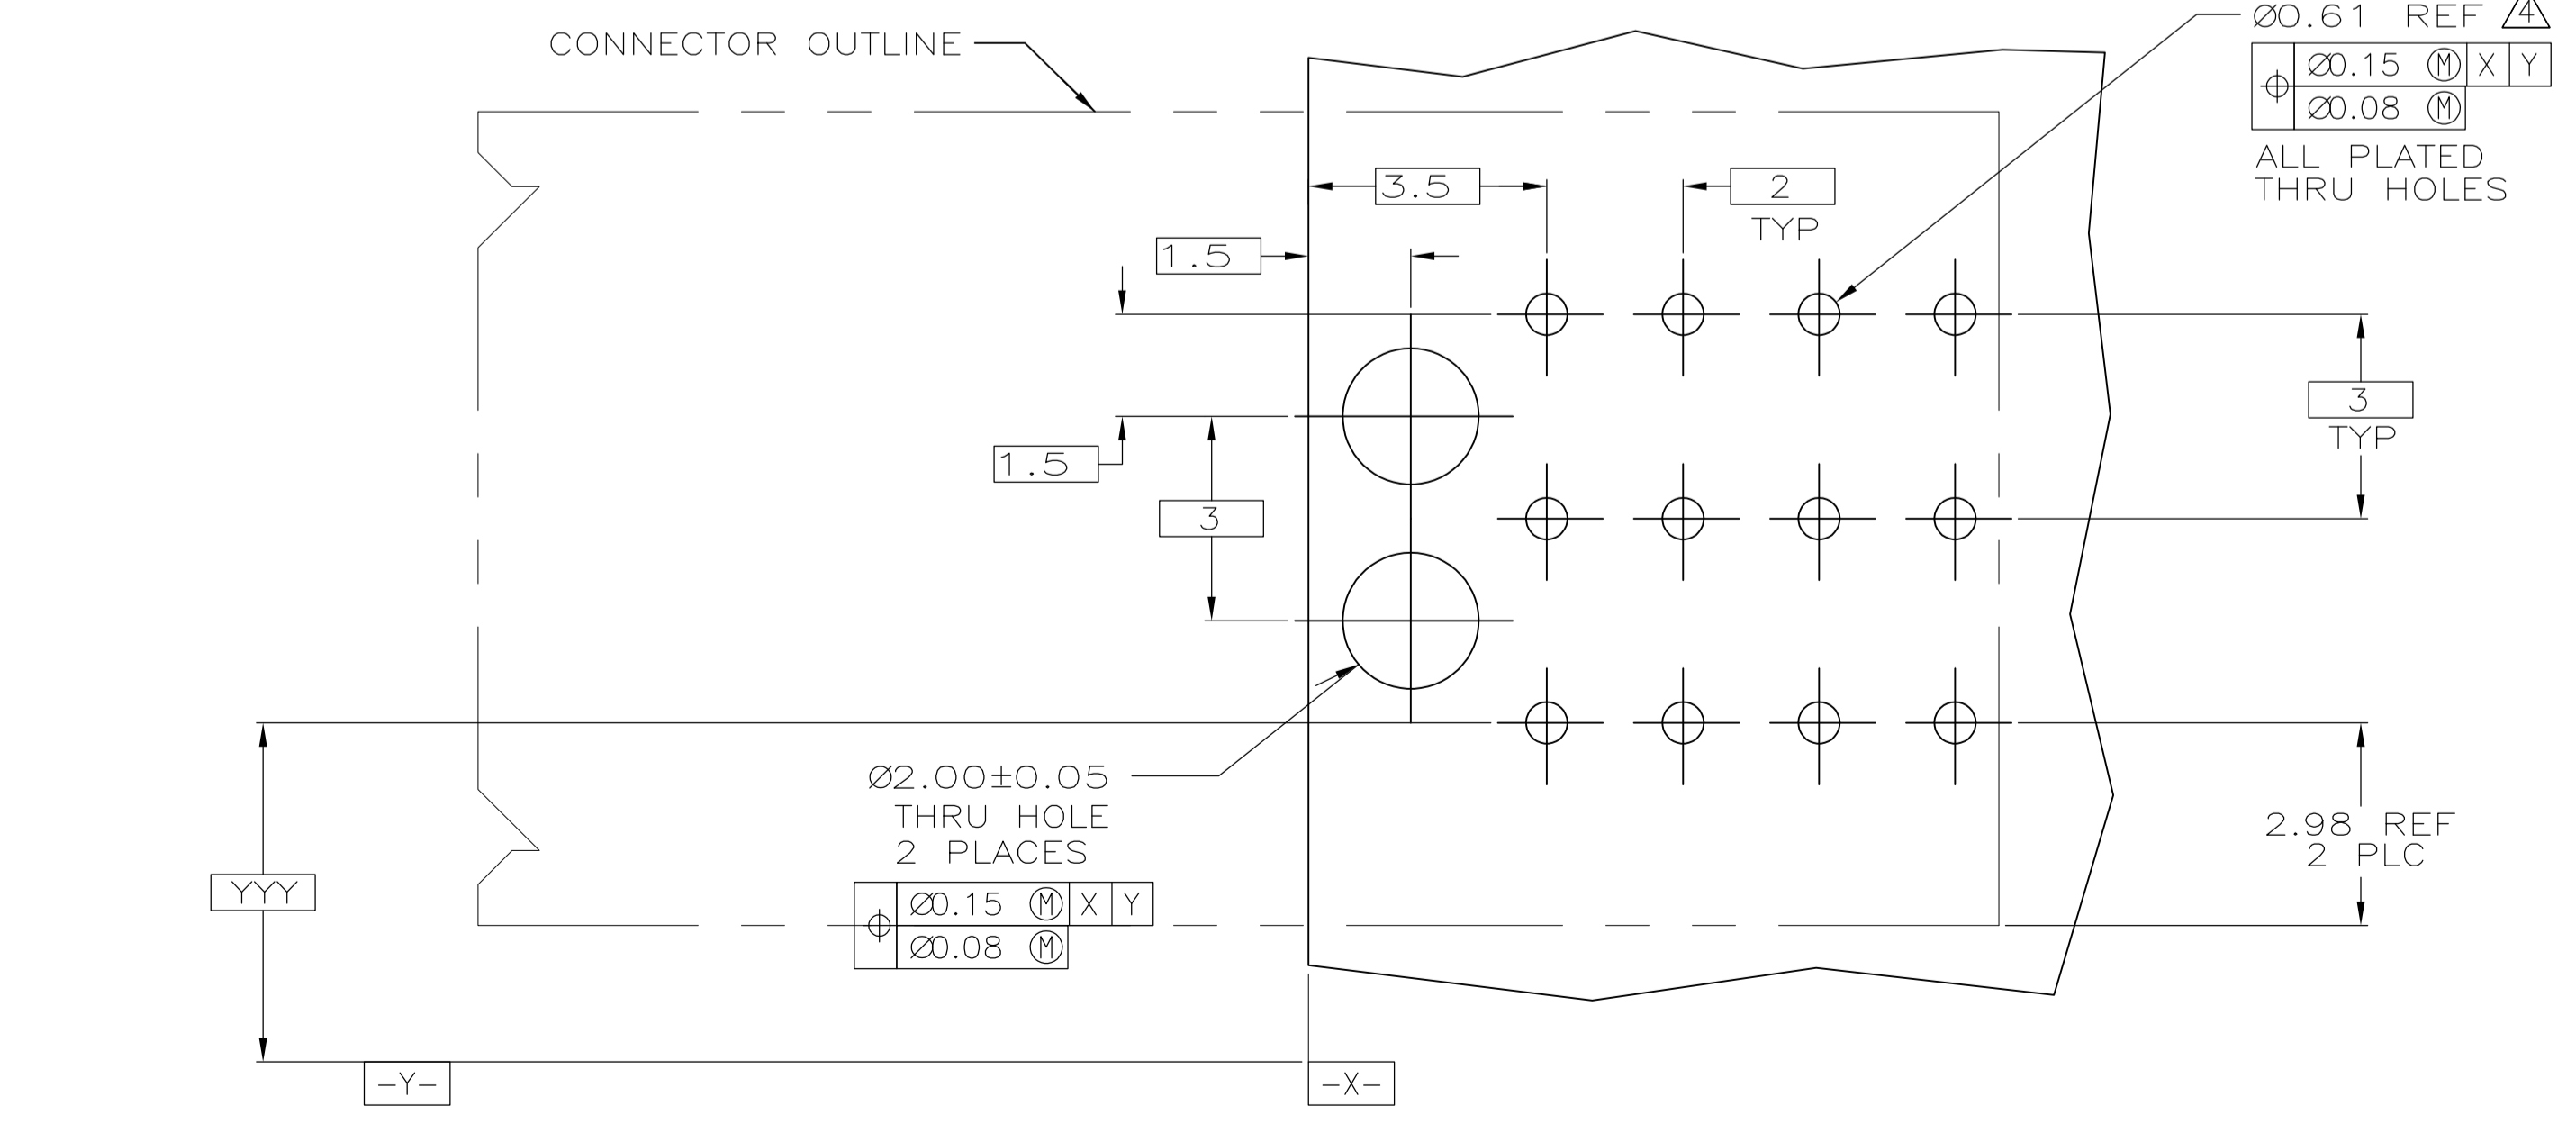 CONNECTOR OUTLINE
Ø0.61 REF 4
Ø0.15 Ⓜ X Y
Ø0.08 Ⓜ
ALL PLATED
THRU HOLES
3.5
2
TYP
1.5
3
TYP
1.5
3
Ø2.00±0.05
THRU HOLE
2 PLACES
Ø0.15 Ⓜ X Y
Ø0.08 Ⓜ
2.98 REF
2 PLC
YYY
-Y-
-X-